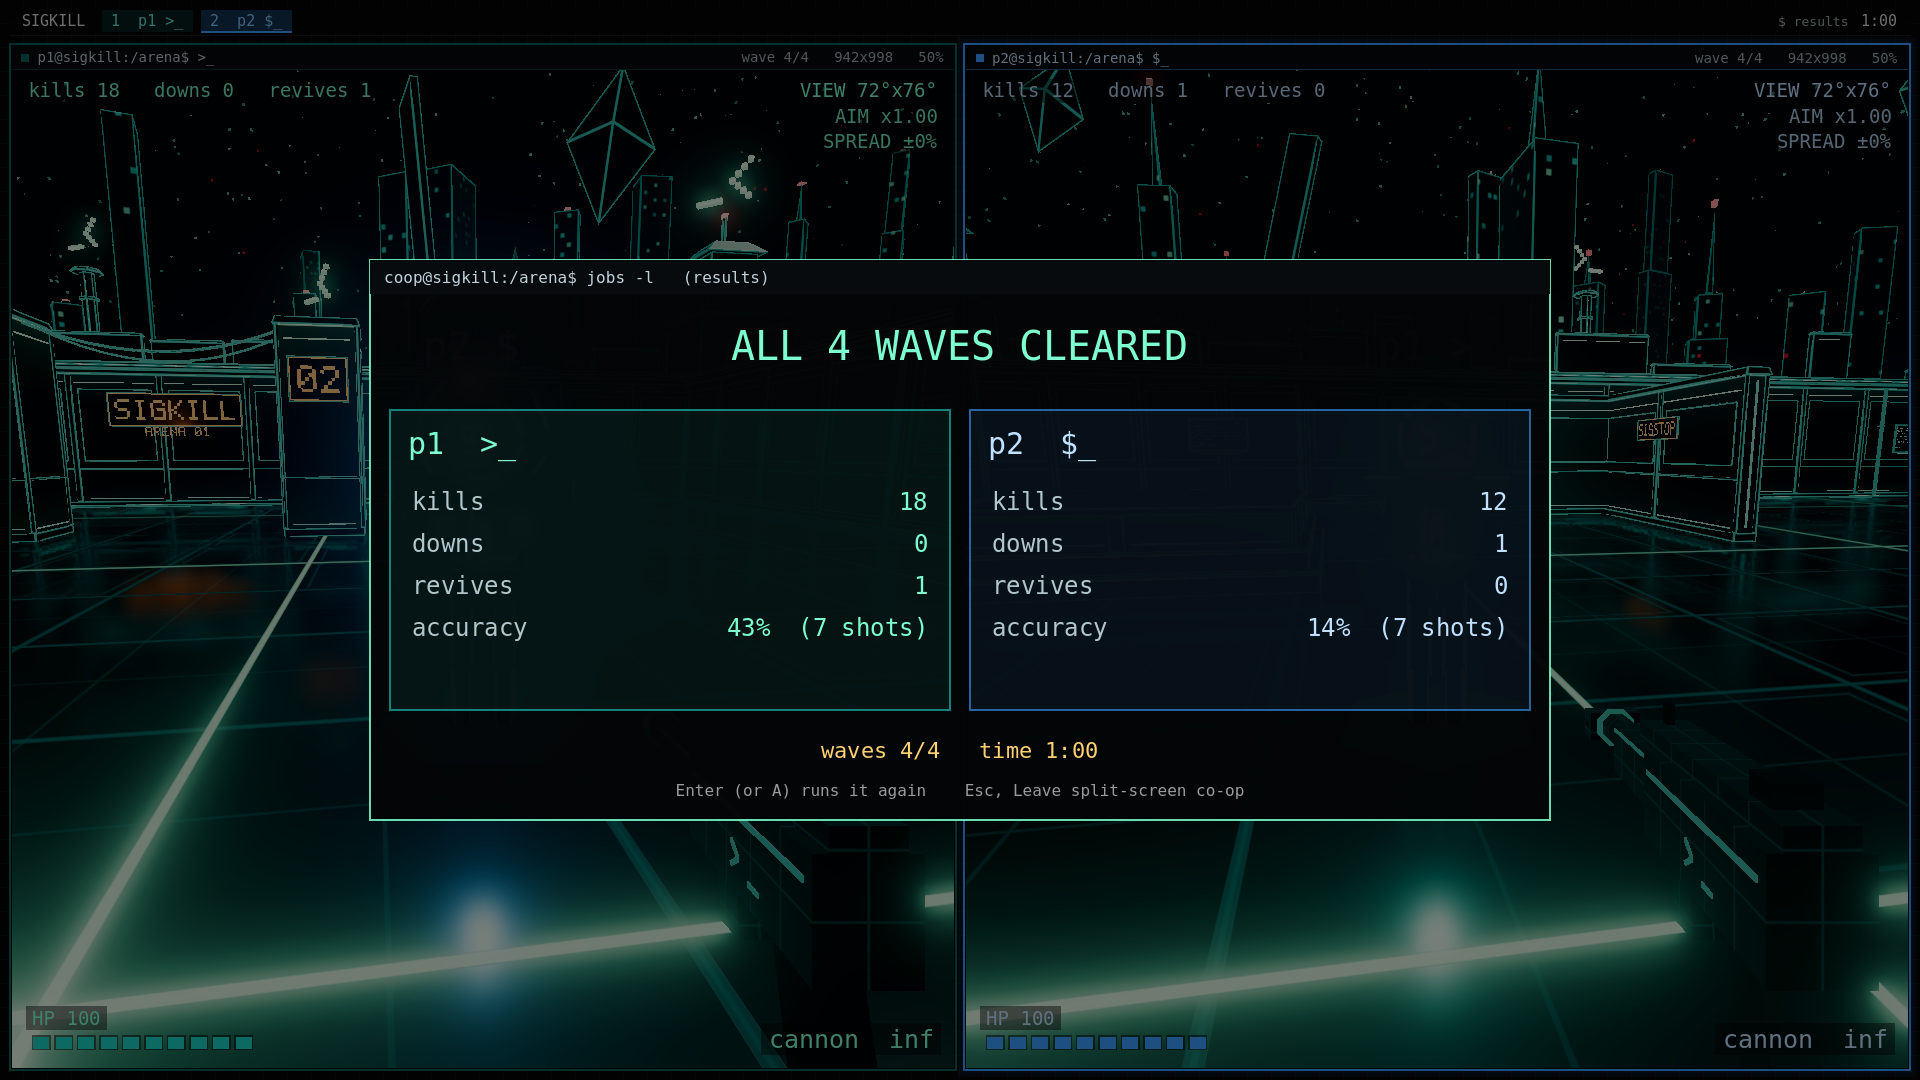 SIGKILL 1 p1 >_ 2 p2 $_ $ results 1:00
p1@sigkill:/arena$ >_ wave 4/4 942x998 50%
kills 18 downs 0 revives 1
VIEW 72°x76°
AIM x1.00
SPREAD ±0%
02
SIGKILL
ARENA 01
HP 100
cannon inf
p2@sigkill:/arena$ $_ wave 4/4 942x998 50%
kills 12 downs 1 revives 0
VIEW 72°x76°
AIM x1.00
SPREAD ±0%
SIGSTOP
HP 100
cannon inf
coop@sigkill:/arena$ jobs -l (results)
ALL 4 WAVES CLEARED
p1 >_
kills 18
downs 0
revives 1
accuracy 43% (7 shots)
p2 $_
kills 12
downs 1
revives 0
accuracy 14% (7 shots)
waves 4/4 time 1:00
Enter (or A) runs it again Esc, Leave split-screen co-op